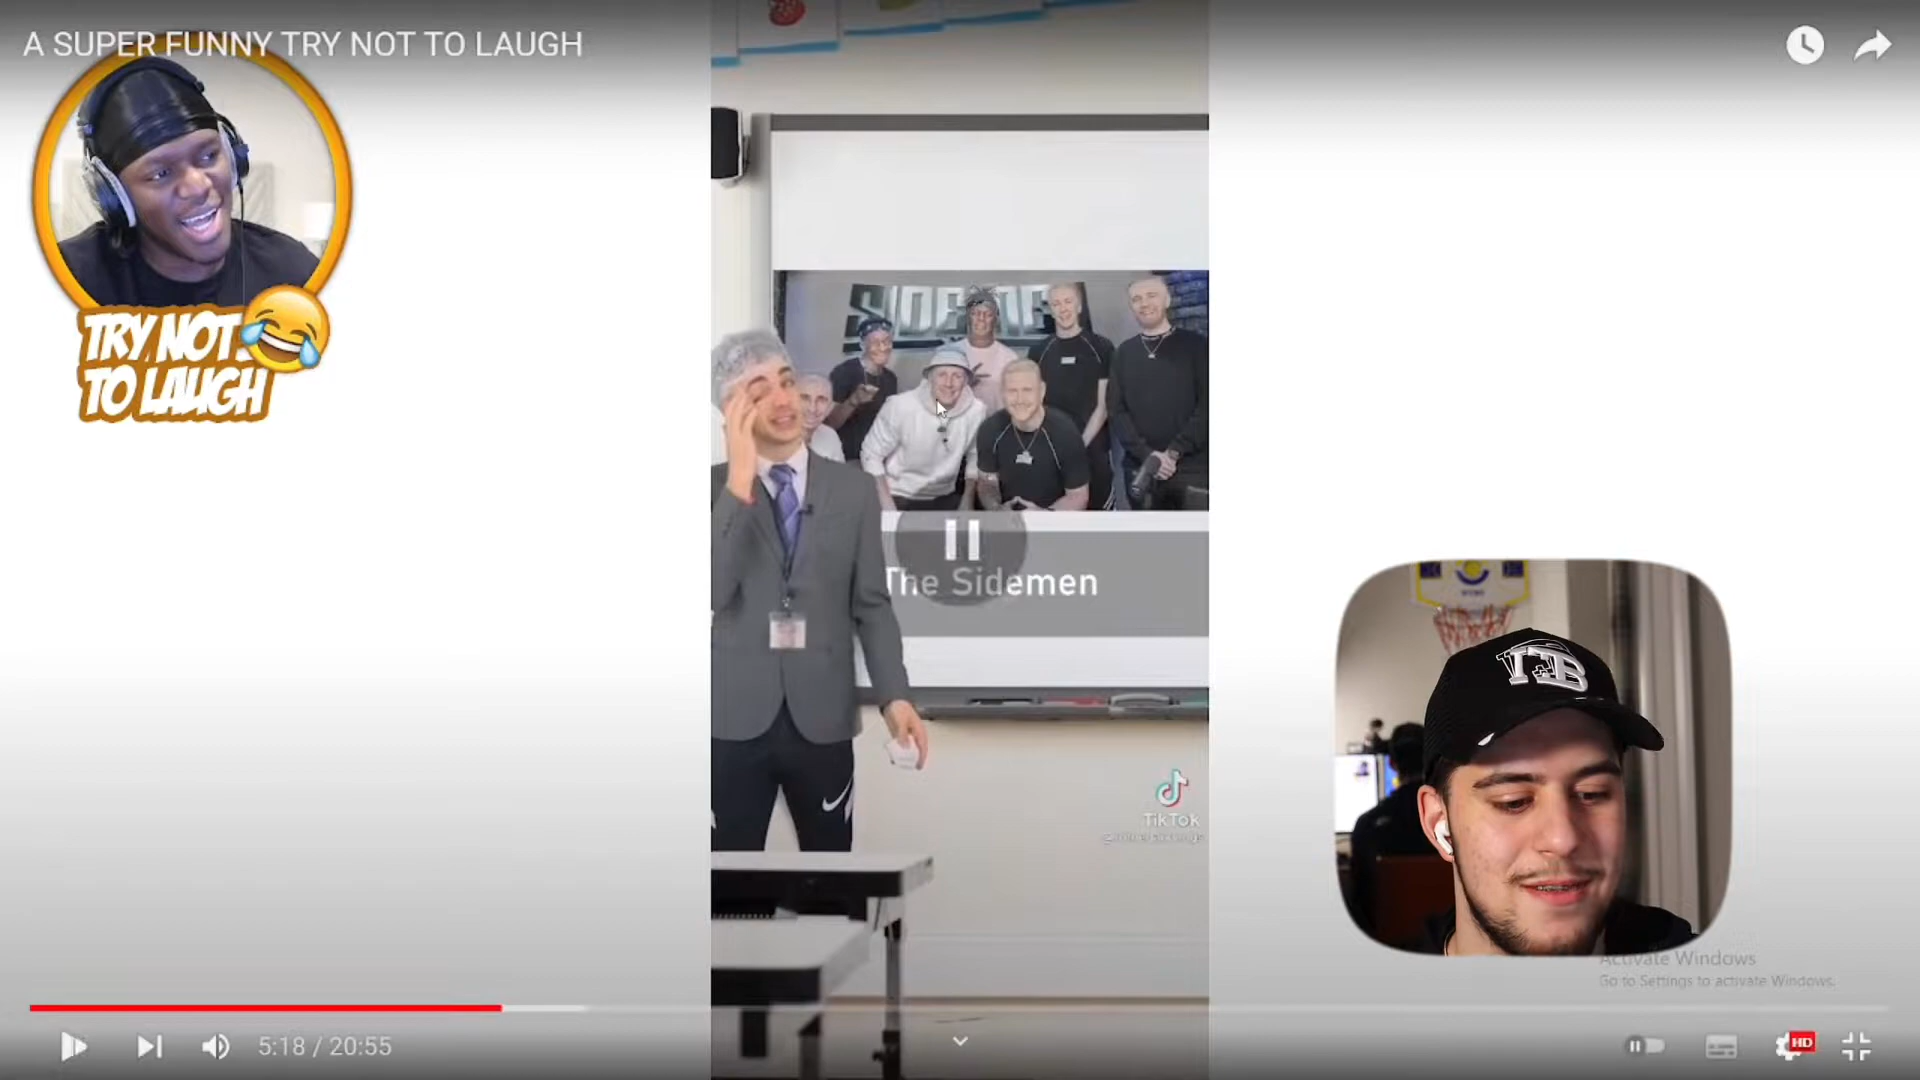 A SUPER FUNNY TRY NOT TO LAUGH
TRY NOT
TO LAUGH
The Sidemen
TikTok
Activate Windows
Go to Settings to activate Windows.
5:18 / 20:55
HD